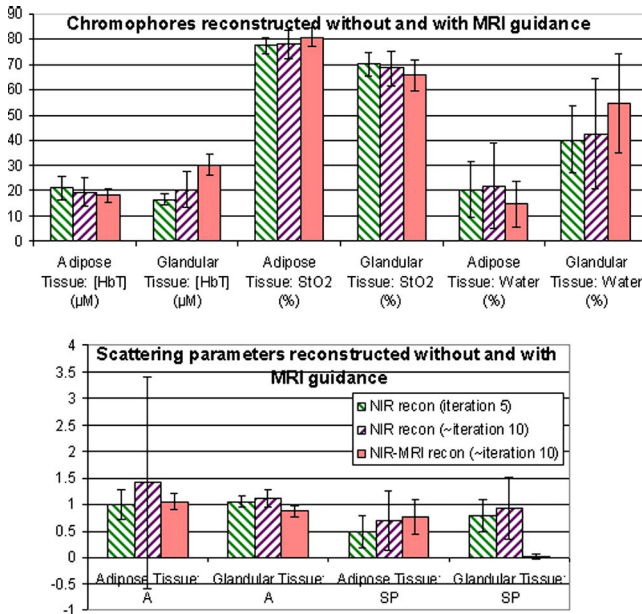 Chromophores reconstructed without and with MRI guidance
90
80
70
60
50
40
30
20
10
0
Adipose Tissue: [HbT] (µM)
Glandular Tissue: [HbT] (µM)
Adipose Tissue: StO2 (%)
Glandular Tissue: StO2 (%)
Adipose Tissue: Water (%)
Glandular Tissue: Water (%)
Scattering parameters reconstructed without and with
MRI guidance
4
3.5
3
2.5
2
1.5
1
0.5
0
-0.5
-1
NIR recon (iteration 5)
NIR recon (~iteration 10)
NIR-MRI recon (~iteration 10)
Adipose Tissue: A
Glandular Tissue: A
Adipose Tissue: SP
Glandular Tissue: SP